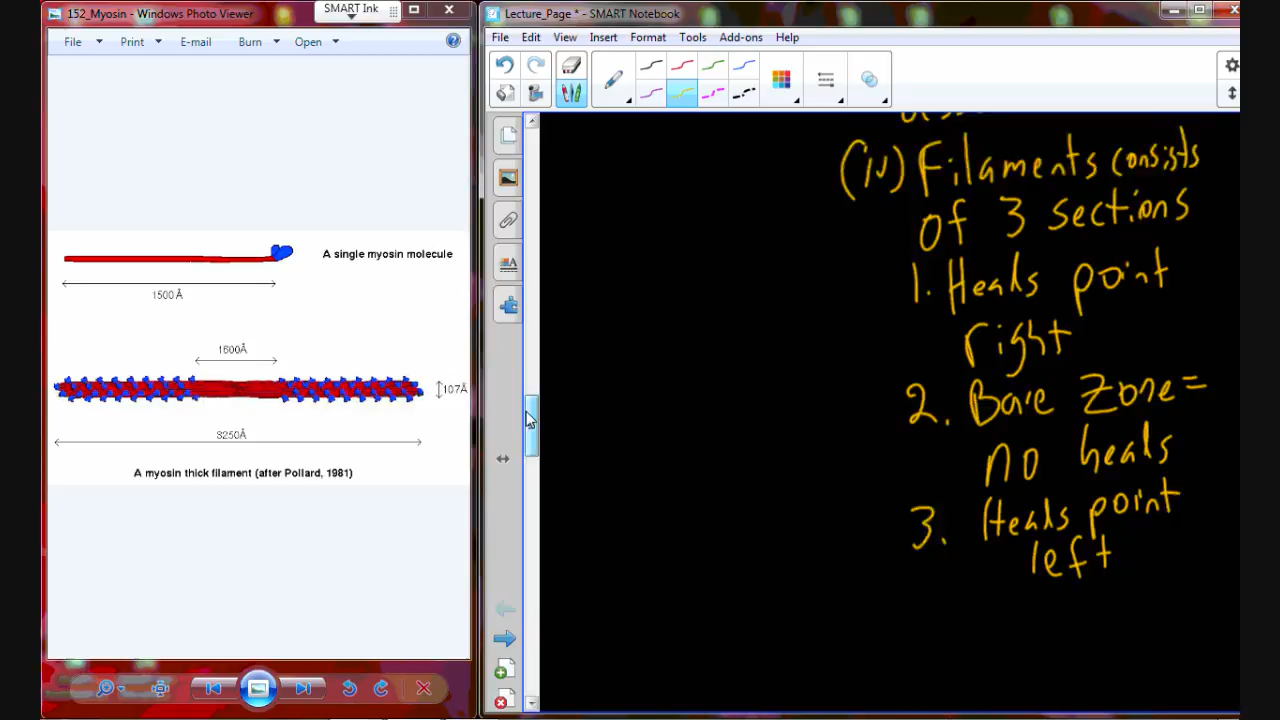 152_Myosin - Windows Photo Viewer
SMART Ink
File Print E-mail Burn Open
A single myosin molecule
1500Å
1600Å
107Å
3250Å
A myosin thick filament (after Pollard, 1981)
Lecture_Page * - SMART Notebook
File Edit View Insert Format Tools Add-ons Help
(iv) Filaments consists
of 3 sections
1. Heads point
right
2. Bare Zone =
no heads
3. Heads point
left